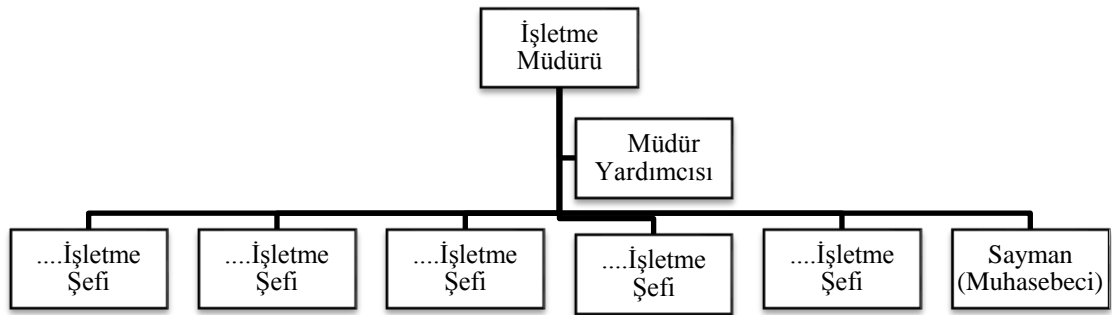 İşletme
Müdürü
Müdür
Yardımcısı
....İşletme
Şefi
....İşletme
Şefi
....İşletme
Şefi
....İşletme
Şefi
....İşletme
Şefi
Sayman
(Muhasebeci)